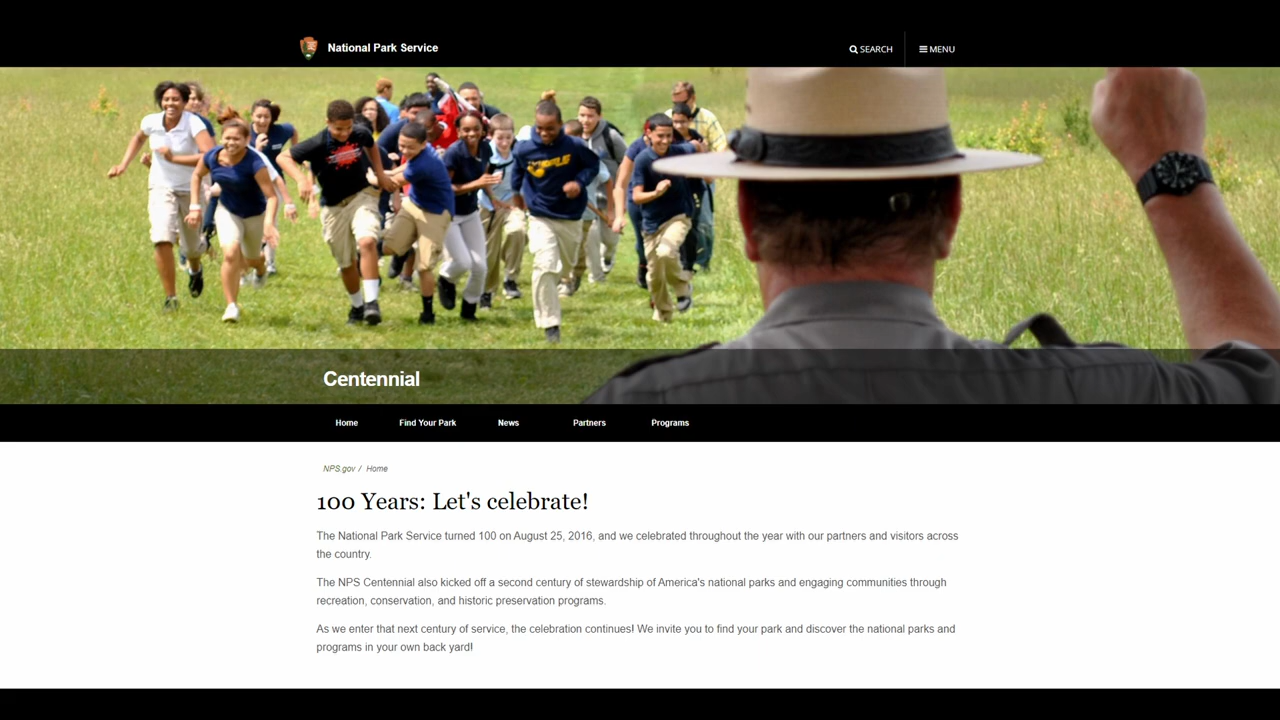 National Park Service
SEARCH
MENU
Centennial
Home
Find Your Park
News
Partners
Programs
NPS.gov / Home
100 Years: Let's celebrate!
The National Park Service turned 100 on August 25, 2016, and we celebrated throughout the year with our partners and visitors across
the country.
The NPS Centennial also kicked off a second century of stewardship of America's national parks and engaging communities through
recreation, conservation, and historic preservation programs.
As we enter that next century of service, the celebration continues! We invite you to find your park and discover the national parks and
programs in your own back yard!